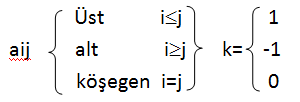 Üst i≤j 1
aij alt i≥j k= -1
köşegen i=j 0